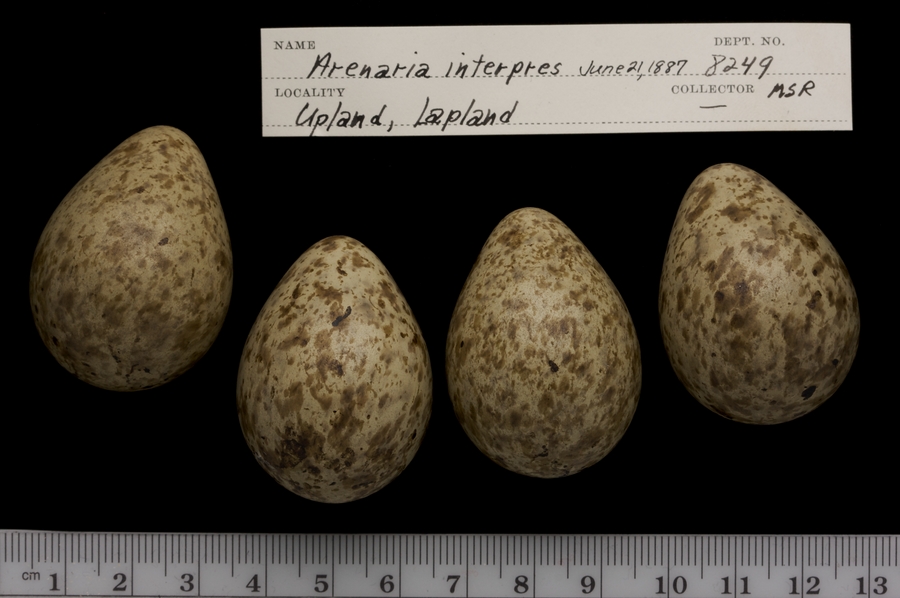 NAME DEPT. NO.
Arenaria interpres June 21, 1887 8249
LOCALITY COLLECTOR MSR
Upland, Lapland —
cm 1 2 3 4 5 6 7 8 9 10 11 12 13